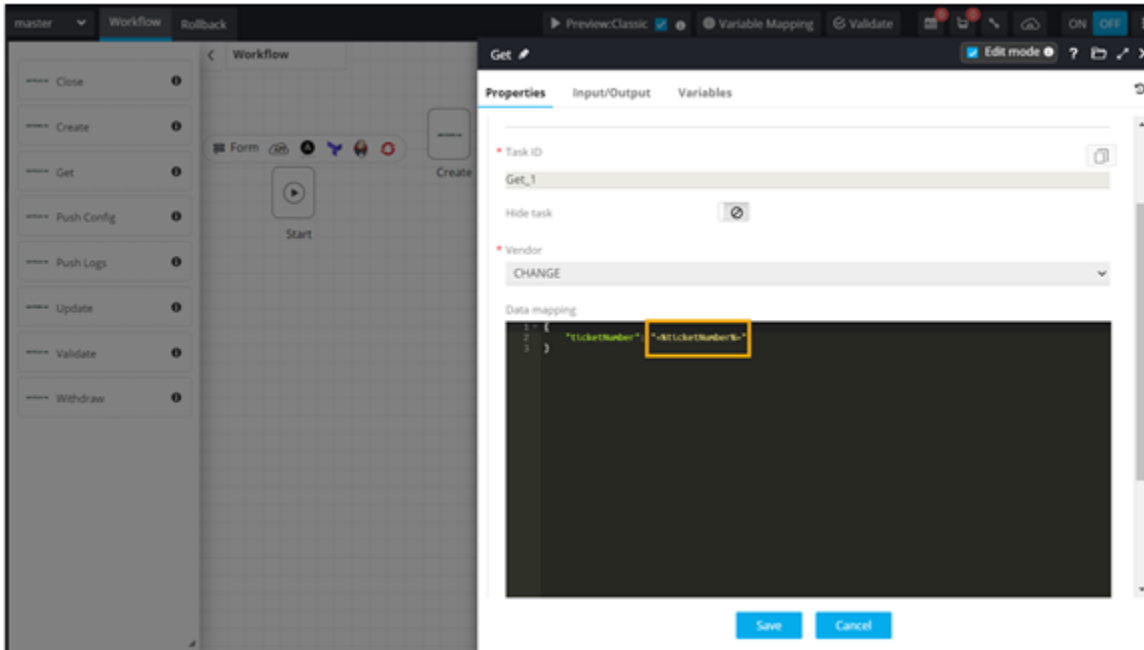 master
Workflow
Rollback
Preview:Classic
Variable Mapping
Validate
ON
OFF
Close
Create
Get
Push Config
Push Logs
Update
Validate
Withdraw
Workflow
Form
Create
Start
Get
Edit mode
?
Properties
Input/Output
Variables
* Task ID
Get_1
Hide task
* Vendor
CHANGE
Data mapping
1 {
2 "ticketNumber": "<%ticketNumber%>"
3 }
Save
Cancel